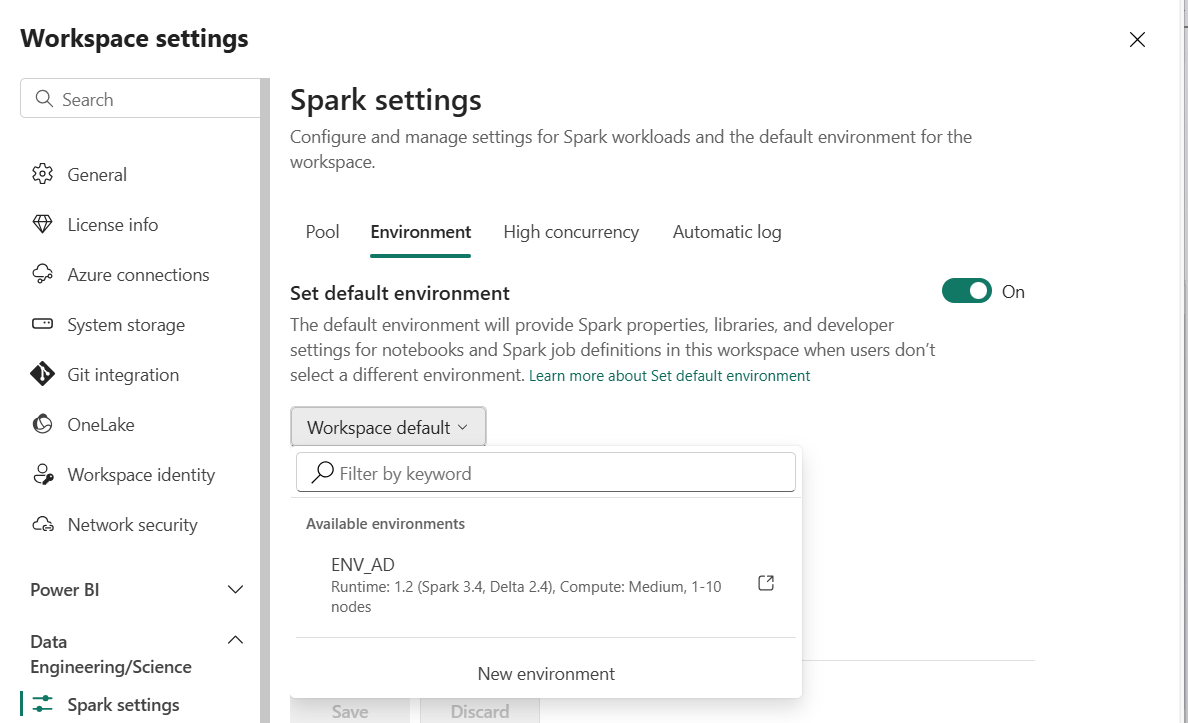 Workspace settings
Search
General
License info
Azure connections
System storage
Git integration
OneLake
Workspace identity
Network security
Power BI
Data
Engineering/Science
Spark settings
Spark settings
Configure and manage settings for Spark workloads and the default environment for the
workspace.
Pool Environment High concurrency Automatic log
Set default environment
On
The default environment will provide Spark properties, libraries, and developer
settings for notebooks and Spark job definitions in this workspace when users don’t
select a different environment. Learn more about Set default environment
Workspace default
Filter by keyword
Available environments
ENV_AD
Runtime: 1.2 (Spark 3.4, Delta 2.4), Compute: Medium, 1-10
nodes
New environment
Save Discard